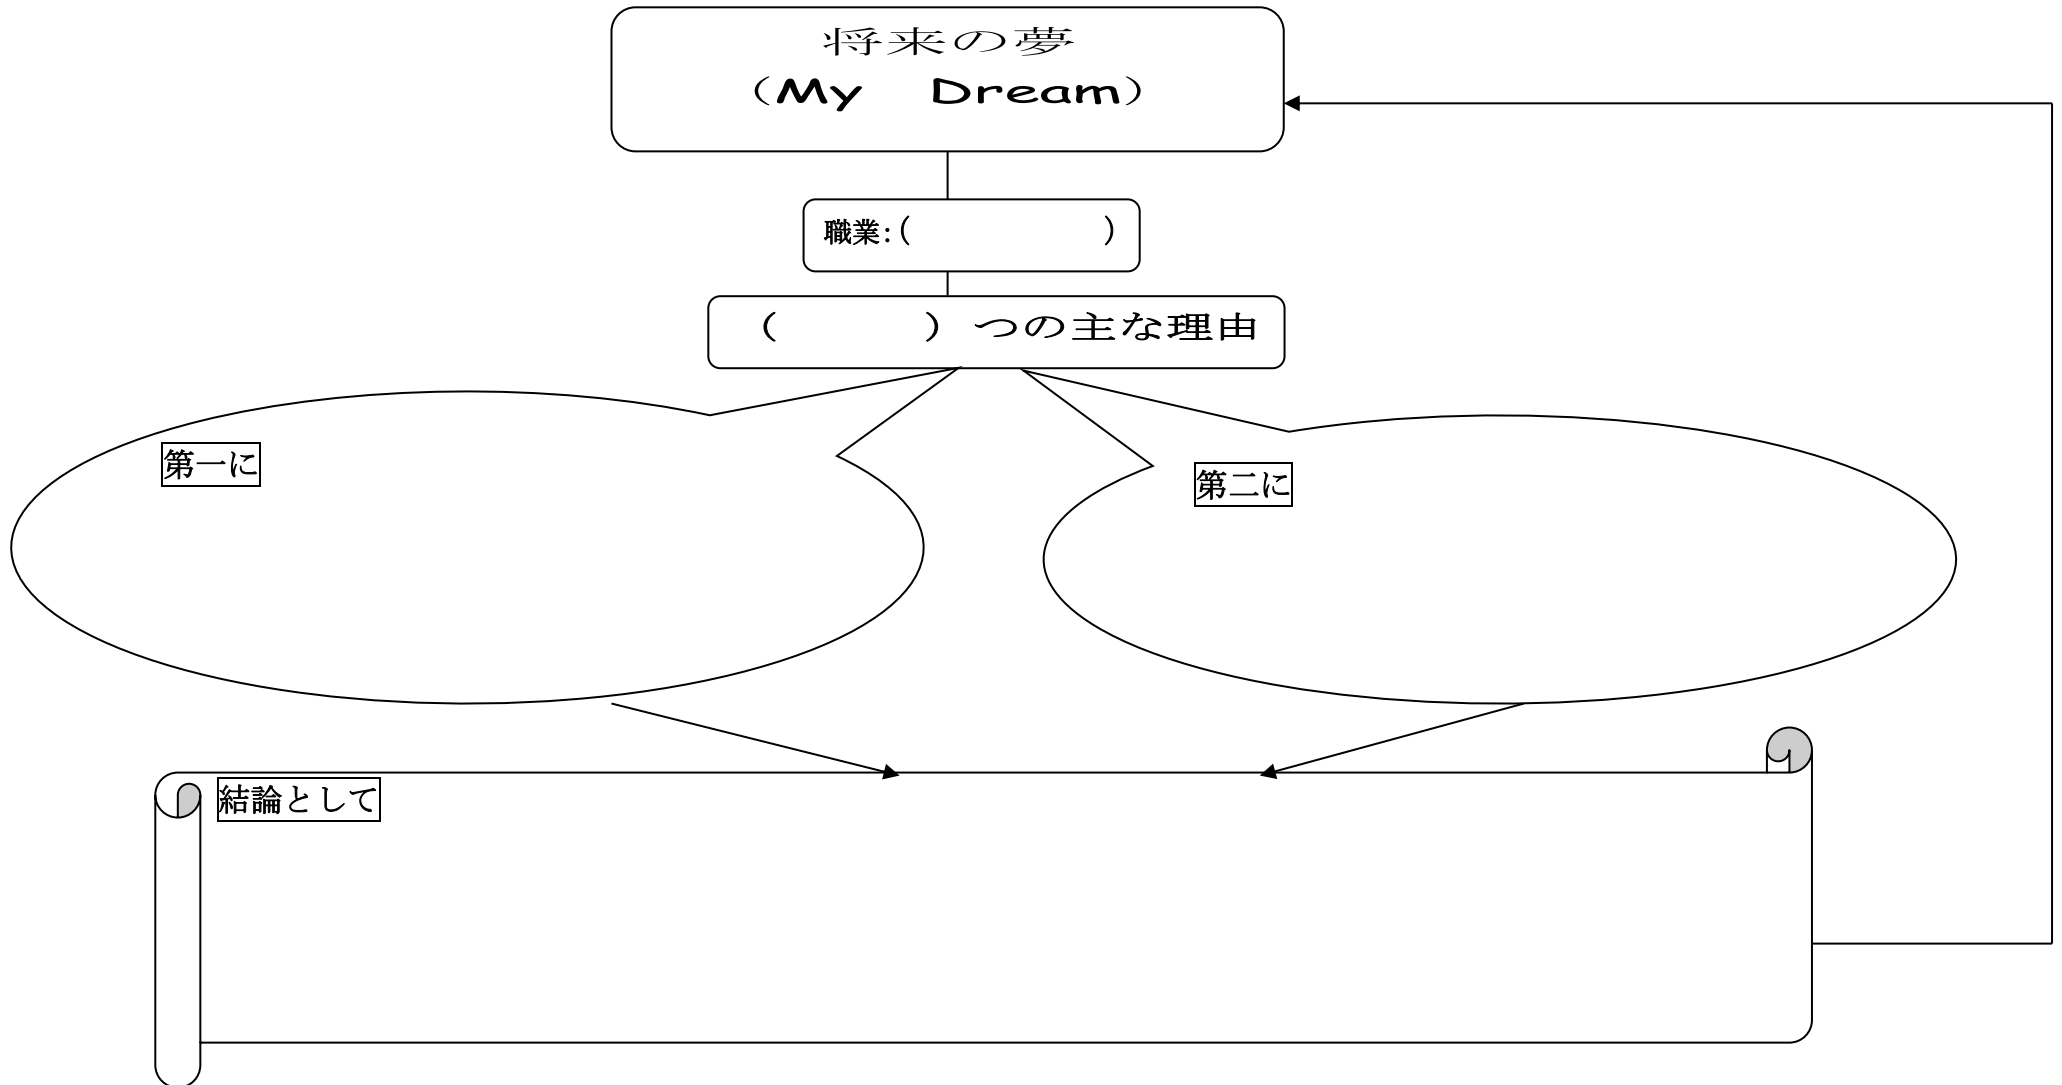 将来の夢
(My Dream)
職業:( )
( ) つの主な理由
第一に
第二に
結論として